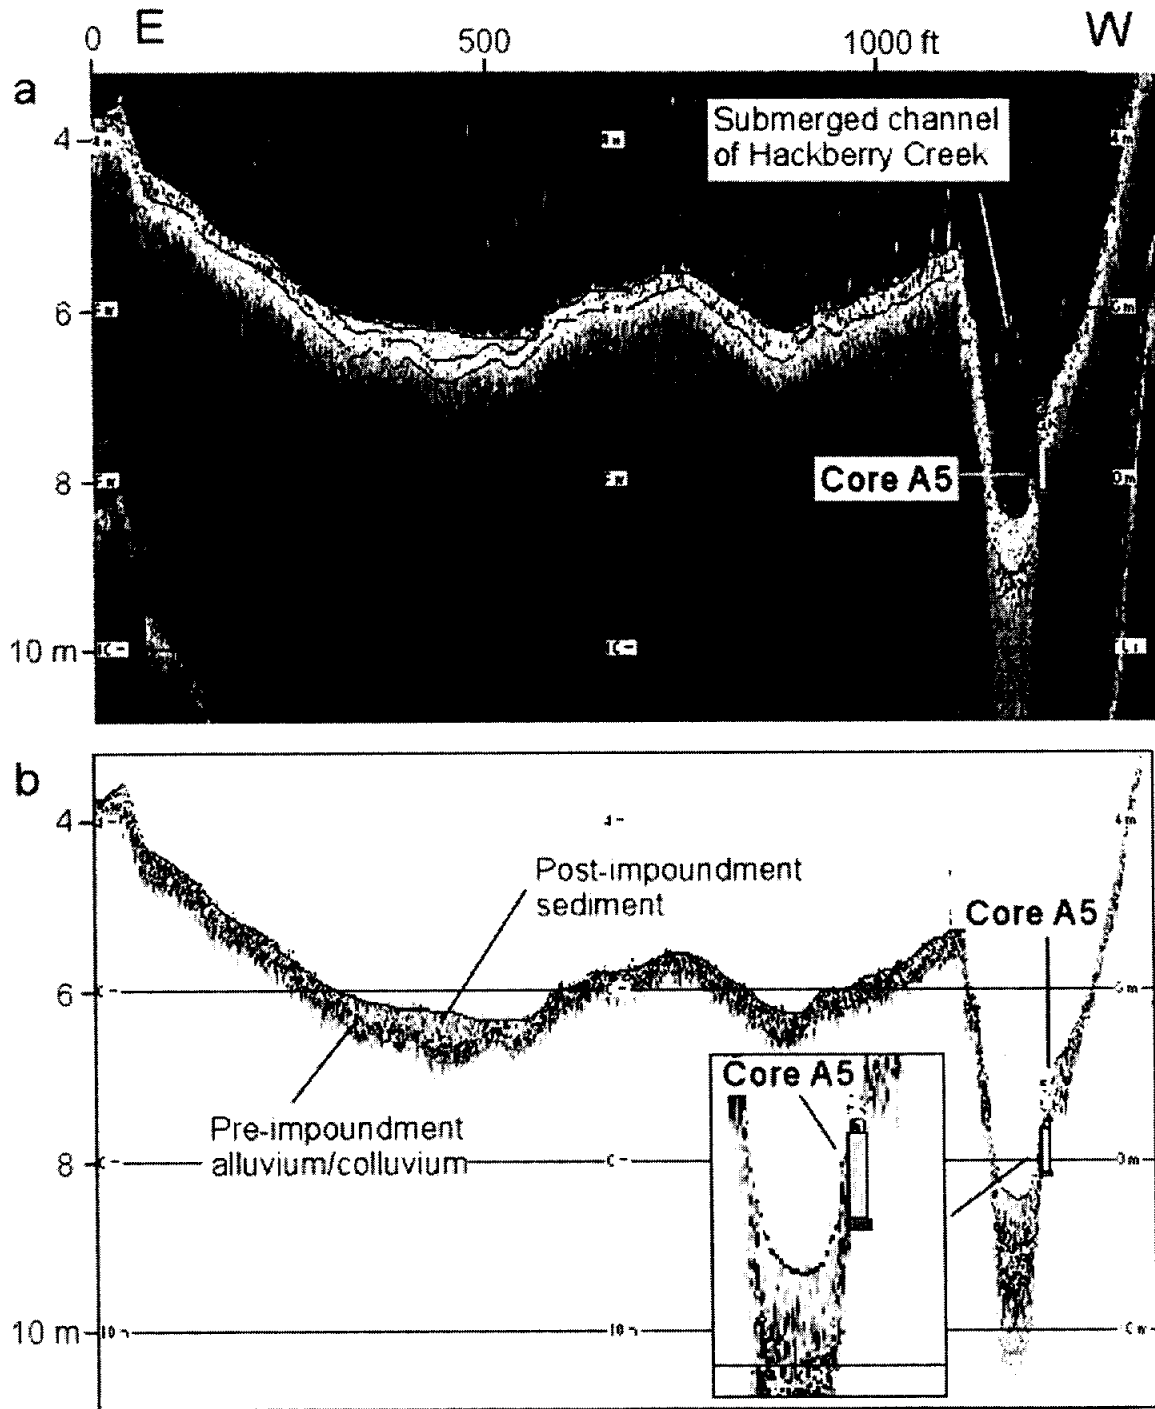 0 E 500 1000 ft W
a
Submerged channel
of Hackberry Creek
4
6
Core A5
8
10 m
b
4
4 m
Post-impoundment
sediment
Core A5
6
Core A5
Pre-impoundment
alluvium/colluvium
8
10 m